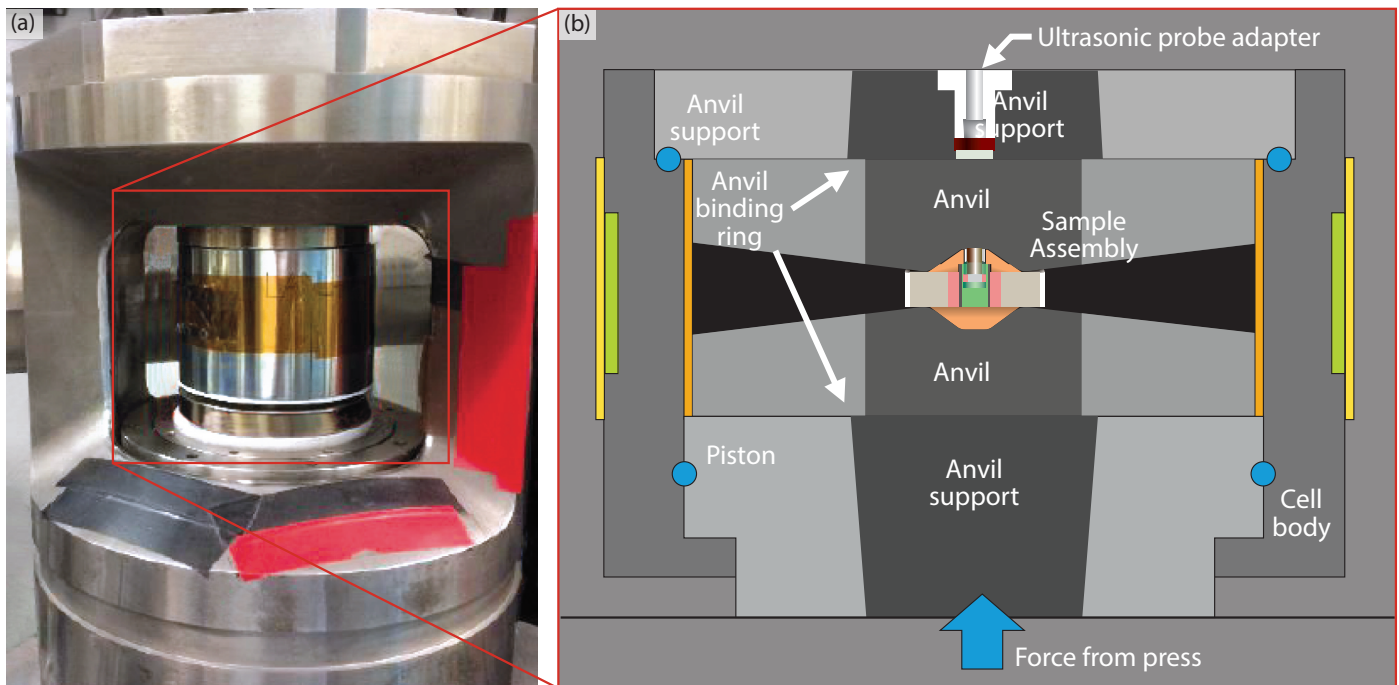 (a)
(b)
Ultrasonic probe adapter
Anvil
support
Anvil
support
Anvil
binding
ring
Anvil
Sample
Assembly
Anvil
Piston
Anvil
support
Cell
body
Force from press